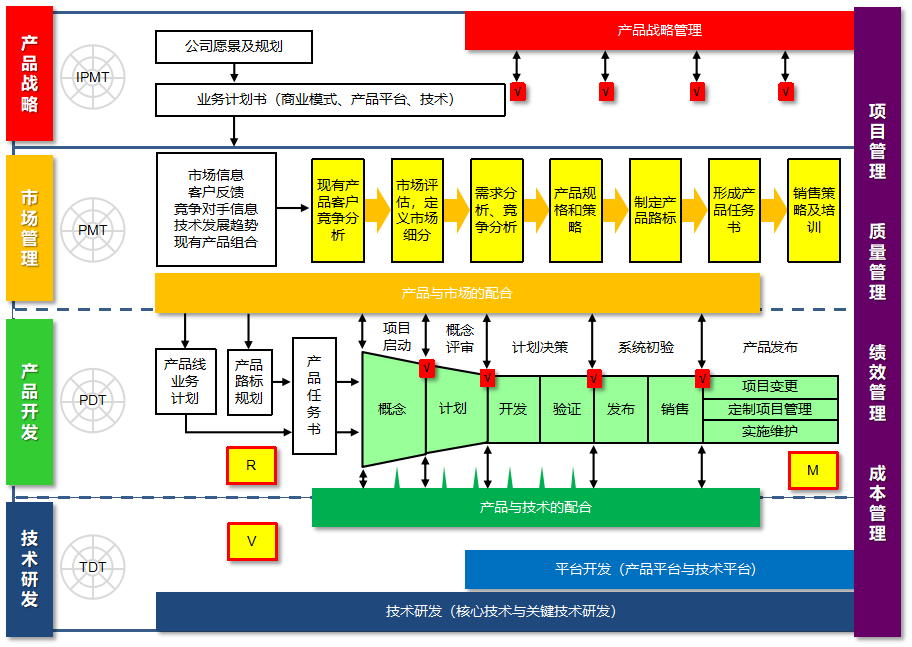 产品战略
IPMT
公司愿景及规划
业务计划书（商业模式、产品平台、技术）
产品战略管理
√
√
√
√
市场管理
PMT
市场信息
客户反馈
竞争对手信息
技术发展趋势
现有产品组合
现有产
品客户
竞争分
析
市场评
估，定
义市场
细分
需求分
析、竞
争分析
产品规
格和策
略
制定产
品路标
形成产
品任务
书
销售策
略及培
训
产品与市场的配合
产品开发
PDT
产品线
业务
计划
产品
路标
规划
产
品
任
务
书
项目
启动
概念
评审
计划决策
系统初验
产品发布
√
√
√
√
概念
计划
开发
验证
发布
销售
项目变更
定制项目管理
实施维护
R
M
产品与技术的配合
技术研发
TDT
V
平台开发（产品平台与技术平台）
技术研发（核心技术与关键技术研发）
项目管理
质量管理
绩效管理
成本管理